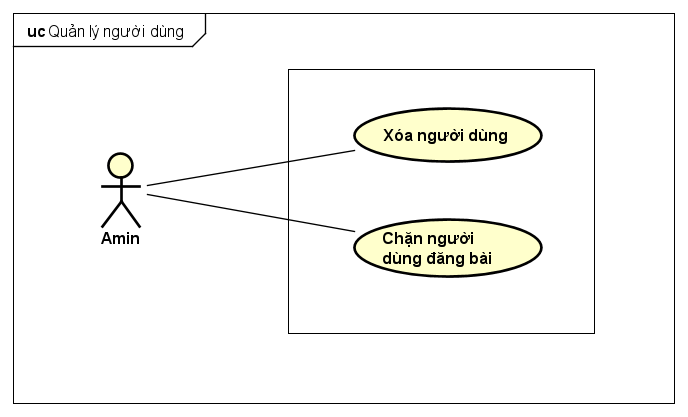 uc Quản lý người dùng
Xóa người dùng
Amin
Chặn người
dùng đăng bài